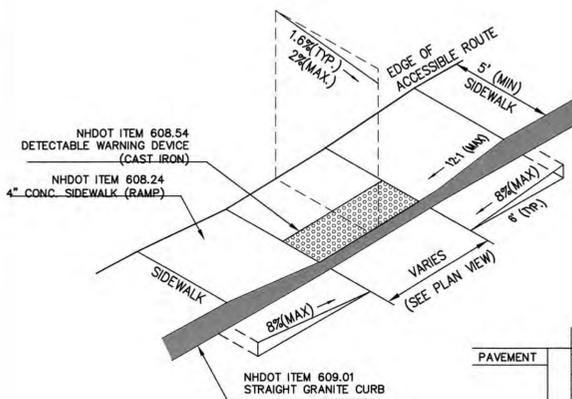 1.6%(TYP.)
2%(MAX.)
EDGE OF
ACCESSIBLE ROUTE
5' (MIN)
SIDEWALK
NHDOT ITEM 608.54
DETECTABLE WARNING DEVICE
(CAST IRON)
12:1 (MAX)
NHDOT ITEM 608.24
4" CONC. SIDEWALK (RAMP)
8%(MAX)
6' (TYP.)
SIDEWALK
VARIES
(SEE PLAN VIEW)
8%(MAX)
PAVEMENT
NHDOT ITEM 609.01
STRAIGHT GRANITE CURB